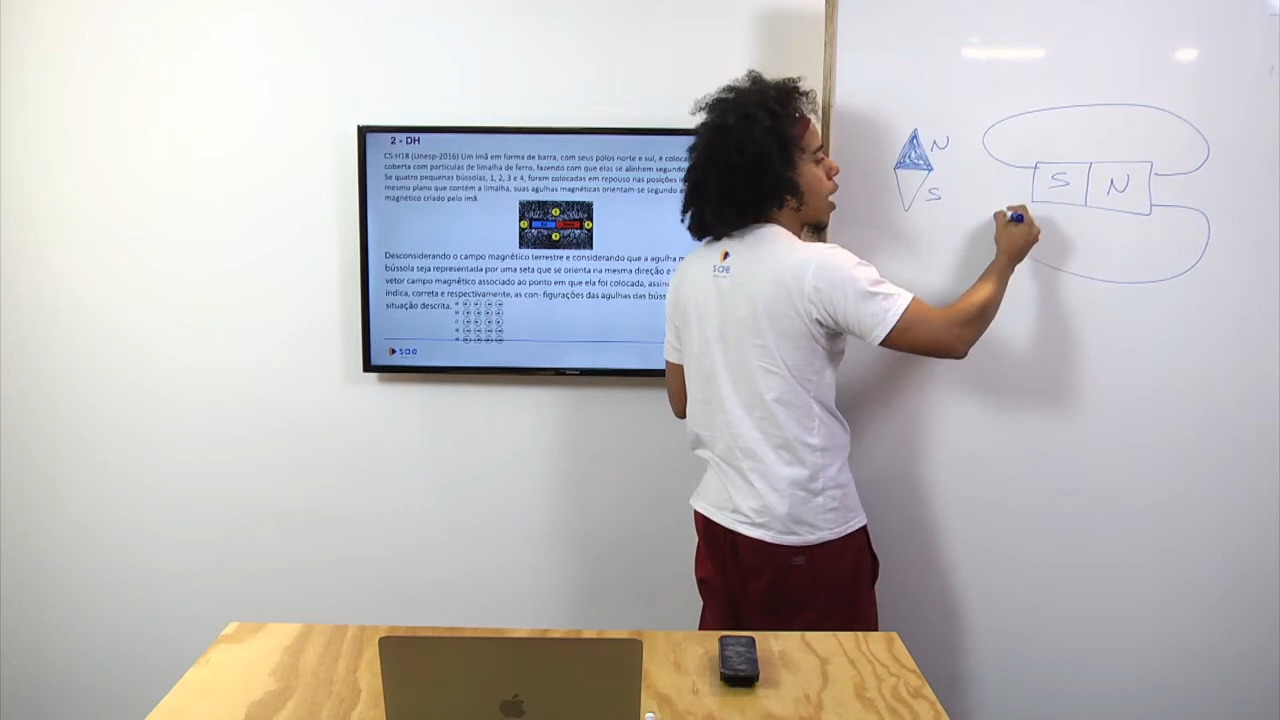 2 - DH
C5:H18 (Unesp-2016) Um ímã em forma de barra, com seus polos norte e sul, é coloca
coberta com partículas de limalha de ferro, fazendo com que elas se alinhem segundo
Se quatro pequenas bússolas, 1, 2, 3 e 4, forem colocadas em repouso nas posições i
mesmo plano que contém a limalha, suas agulhas magnéticas orientam-se segundo a
magnético criado pelo ímã.
Desconsiderando o campo magnético terrestre e considerando que a agulha m
bússola seja representada por uma seta que se orienta na mesma direção e
vetor campo magnético associado ao ponto em que ela foi colocada, assin
indica, correta e respectivamente, as con- figurações das agulhas das búss
situação descrita.
sae
sae
N
S
S N